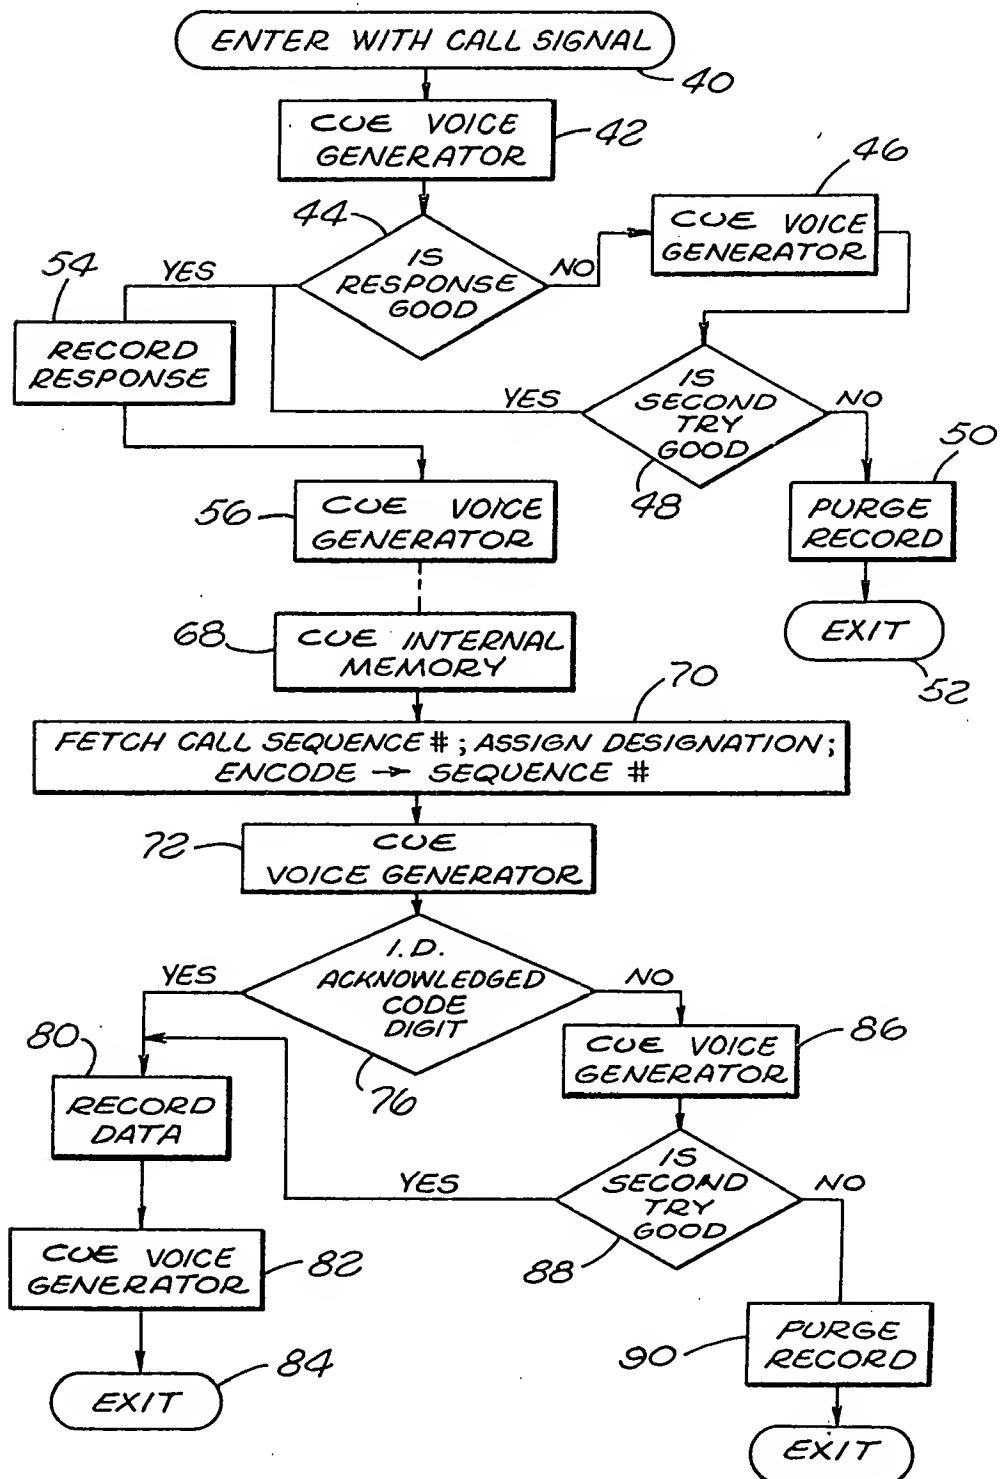 ENTER WITH CALL SIGNAL
40
CUE VOICE
GENERATOR
42
44
IS
RESPONSE
GOOD
YES
NO
46
CUE VOICE
GENERATOR
54
RECORD
RESPONSE
IS
SECOND
TRY
GOOD
YES
NO
48
50
PURGE
RECORD
EXIT
52
56
CUE VOICE
GENERATOR
68
CUE INTERNAL
MEMORY
70
FETCH CALL SEQUENCE #; ASSIGN DESIGNATION;
ENCODE → SEQUENCE #
72
CUE
VOICE GENERATOR
I.D.
ACKNOWLEDGED
CODE
DIGIT
YES
NO
76
80
RECORD
DATA
86
CUE VOICE
GENERATOR
IS
SECOND
TRY
GOOD
YES
NO
88
CUE VOICE
GENERATOR
82
84
EXIT
90
PURGE
RECORD
EXIT